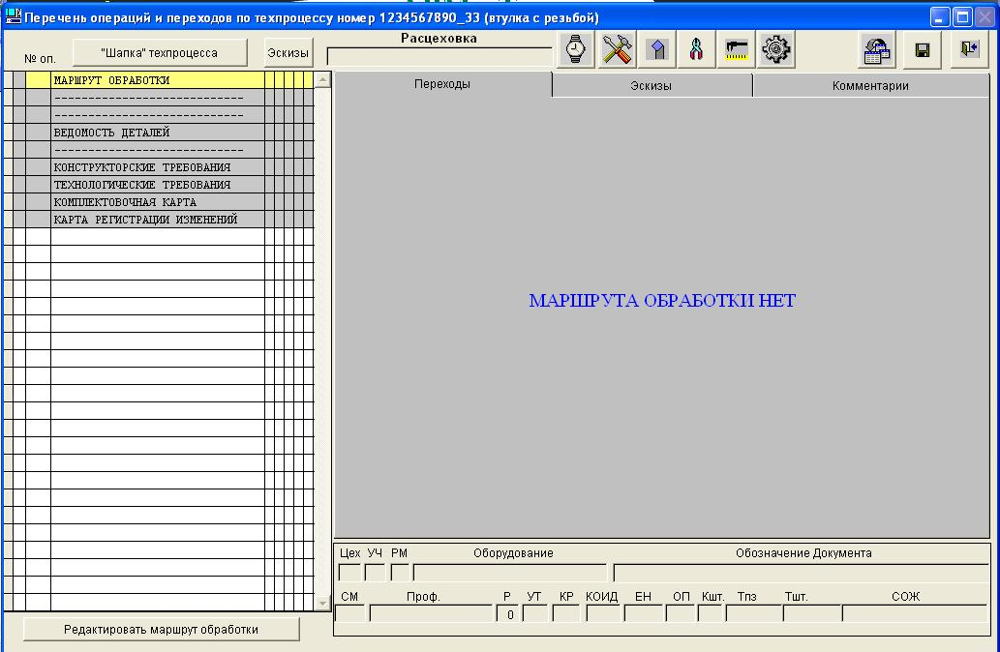 Перечень операций и переходов по техпроцессу номер 1234567890_33 (втулка с резьбой)
№ оп.
"Шапка" техпроцесса
Эскизы
Расцеховка
МАРШРУТ ОБРАБОТКИ
----------------------------
----------------------------
ВЕДОМОСТЬ ДЕТАЛЕЙ
----------------------------
КОНСТРУКТОРСКИЕ ТРЕБОВАНИЯ
ТЕХНОЛОГИЧЕСКИЕ ТРЕБОВАНИЯ
КОМПЛЕКТОВОЧНАЯ КАРТА
КАРТА РЕГИСТРАЦИИ ИЗМЕНЕНИЙ
Редактировать маршрут обработки
Переходы Эскизы Комментарии
МАРШРУТА ОБРАБОТКИ НЕТ
Цех УЧ РМ Оборудование Обозначение Документа
СМ Проф. Р УТ КР КОИД ЕН ОП Кшт. Тпз Тшт. СОЖ
0